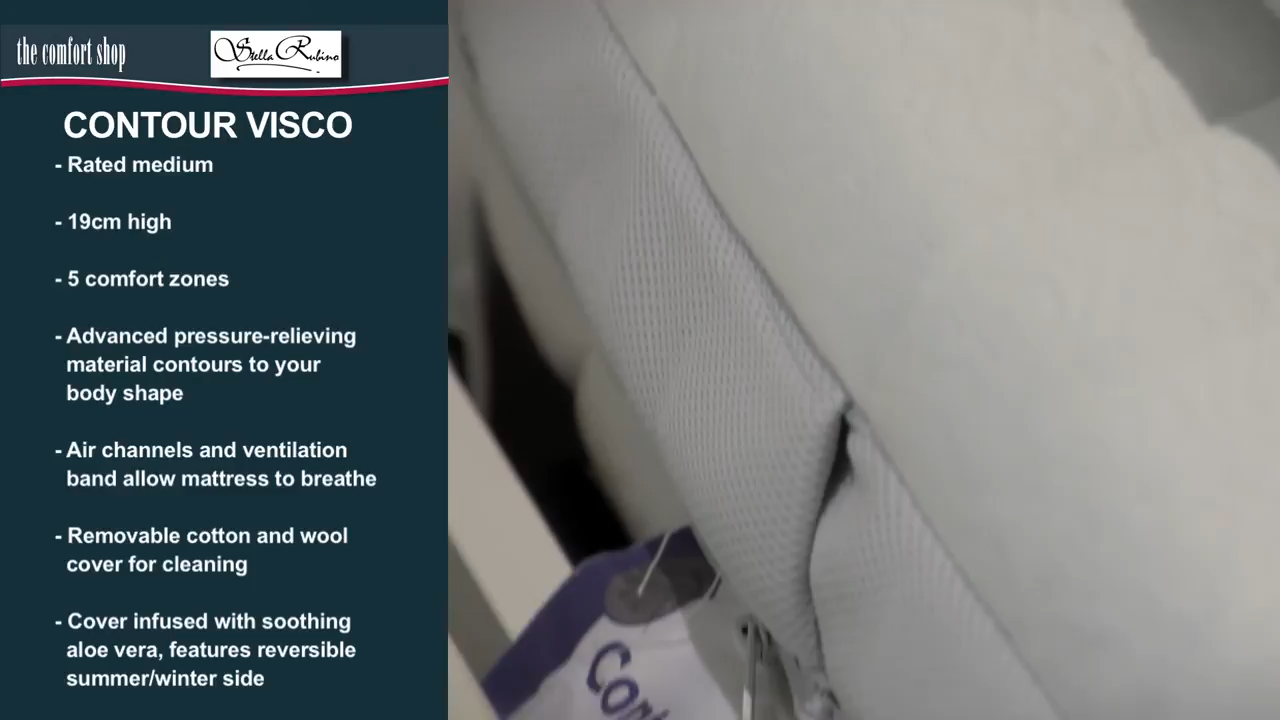 the comfort shop
Stella Rubino
CONTOUR VISCO
- Rated medium
- 19cm high
- 5 comfort zones
- Advanced pressure-relieving
material contours to your
body shape
- Air channels and ventilation
band allow mattress to breathe
- Removable cotton and wool
cover for cleaning
- Cover infused with soothing
aloe vera, features reversible
summer/winter side